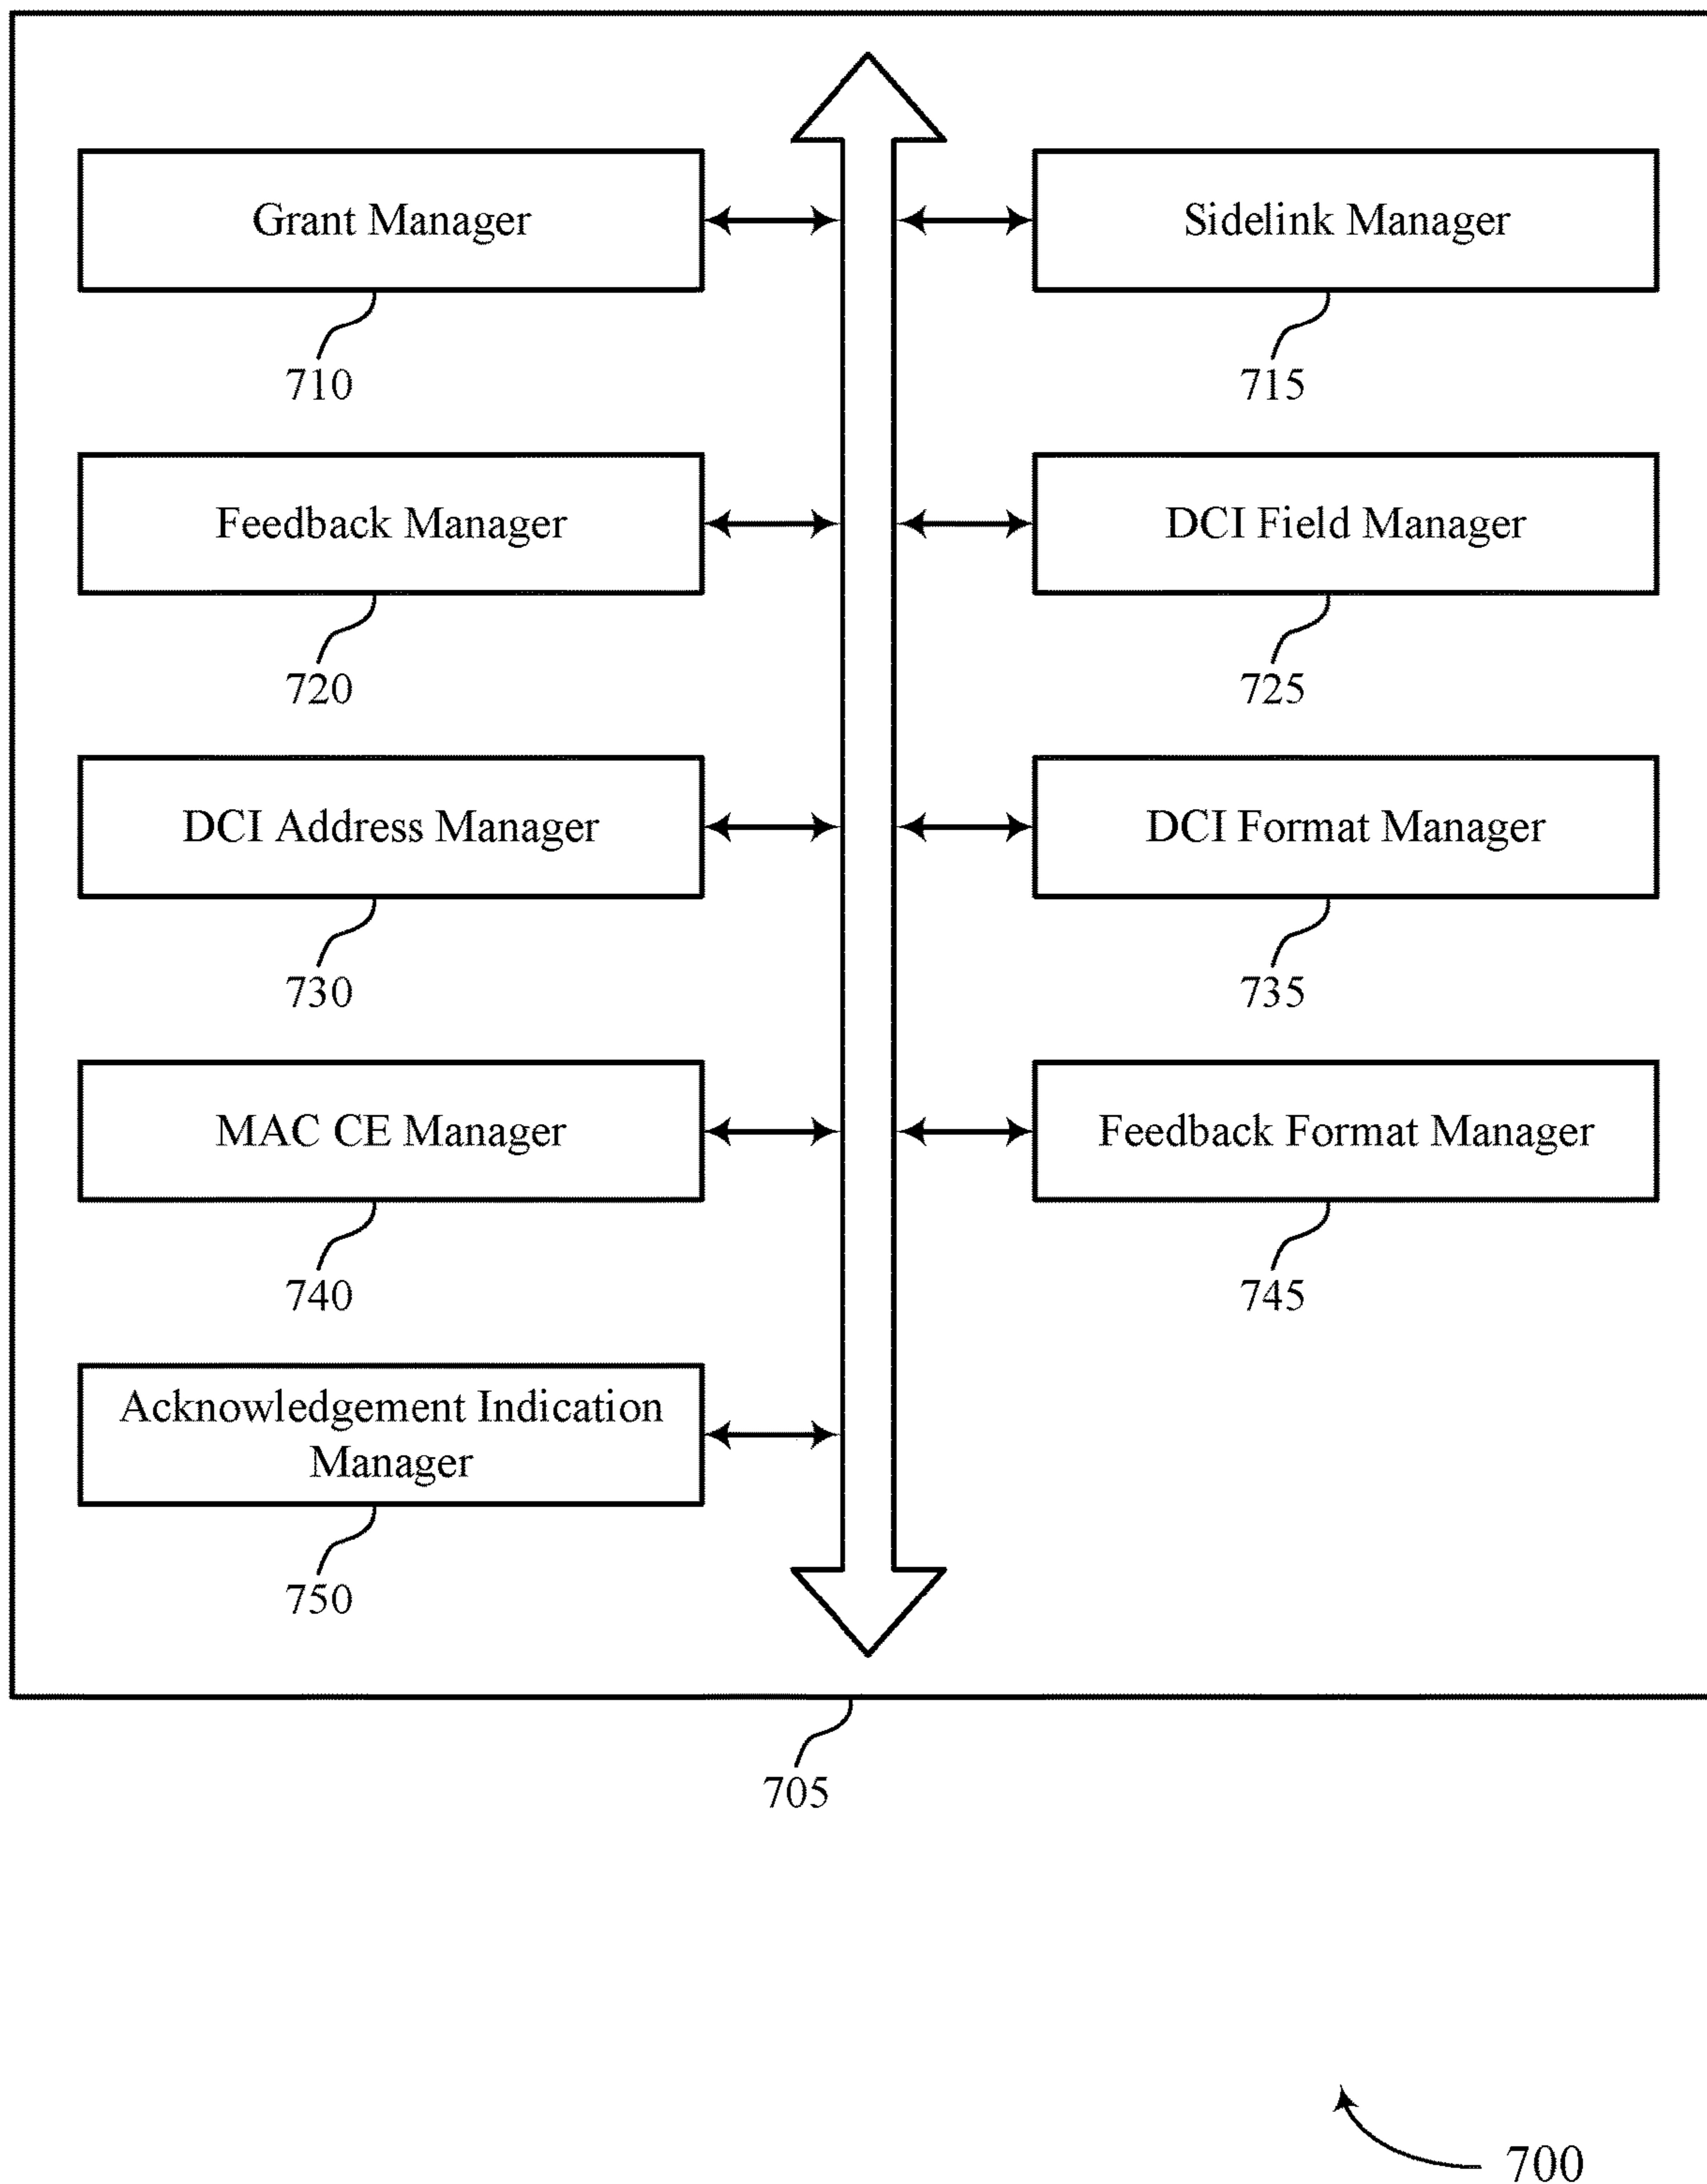 Grant Manager
Sidelink Manager
710
715
Feedback Manager
DCI Field Manager
720
725
DCI Address Manager
DCI Format Manager
730
735
MAC CE Manager
Feedback Format Manager
740
745
Acknowledgement Indication
Manager
750
705
700